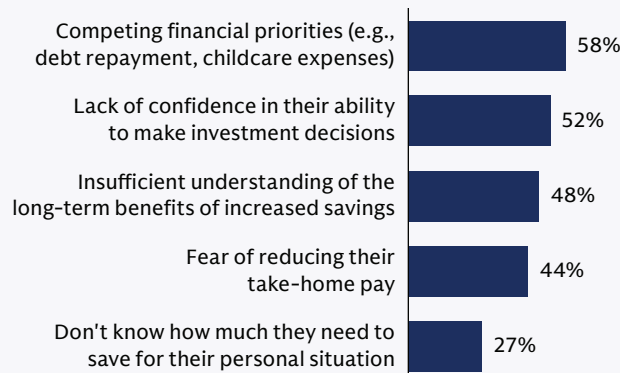 Competing financial priorities (e.g.,
debt repayment, childcare expenses)
58%
Lack of confidence in their ability
to make investment decisions
52%
Insufficient understanding of the
long-term benefits of increased savings
48%
Fear of reducing their
take-home pay
44%
Don't know how much they need to
save for their personal situation
27%